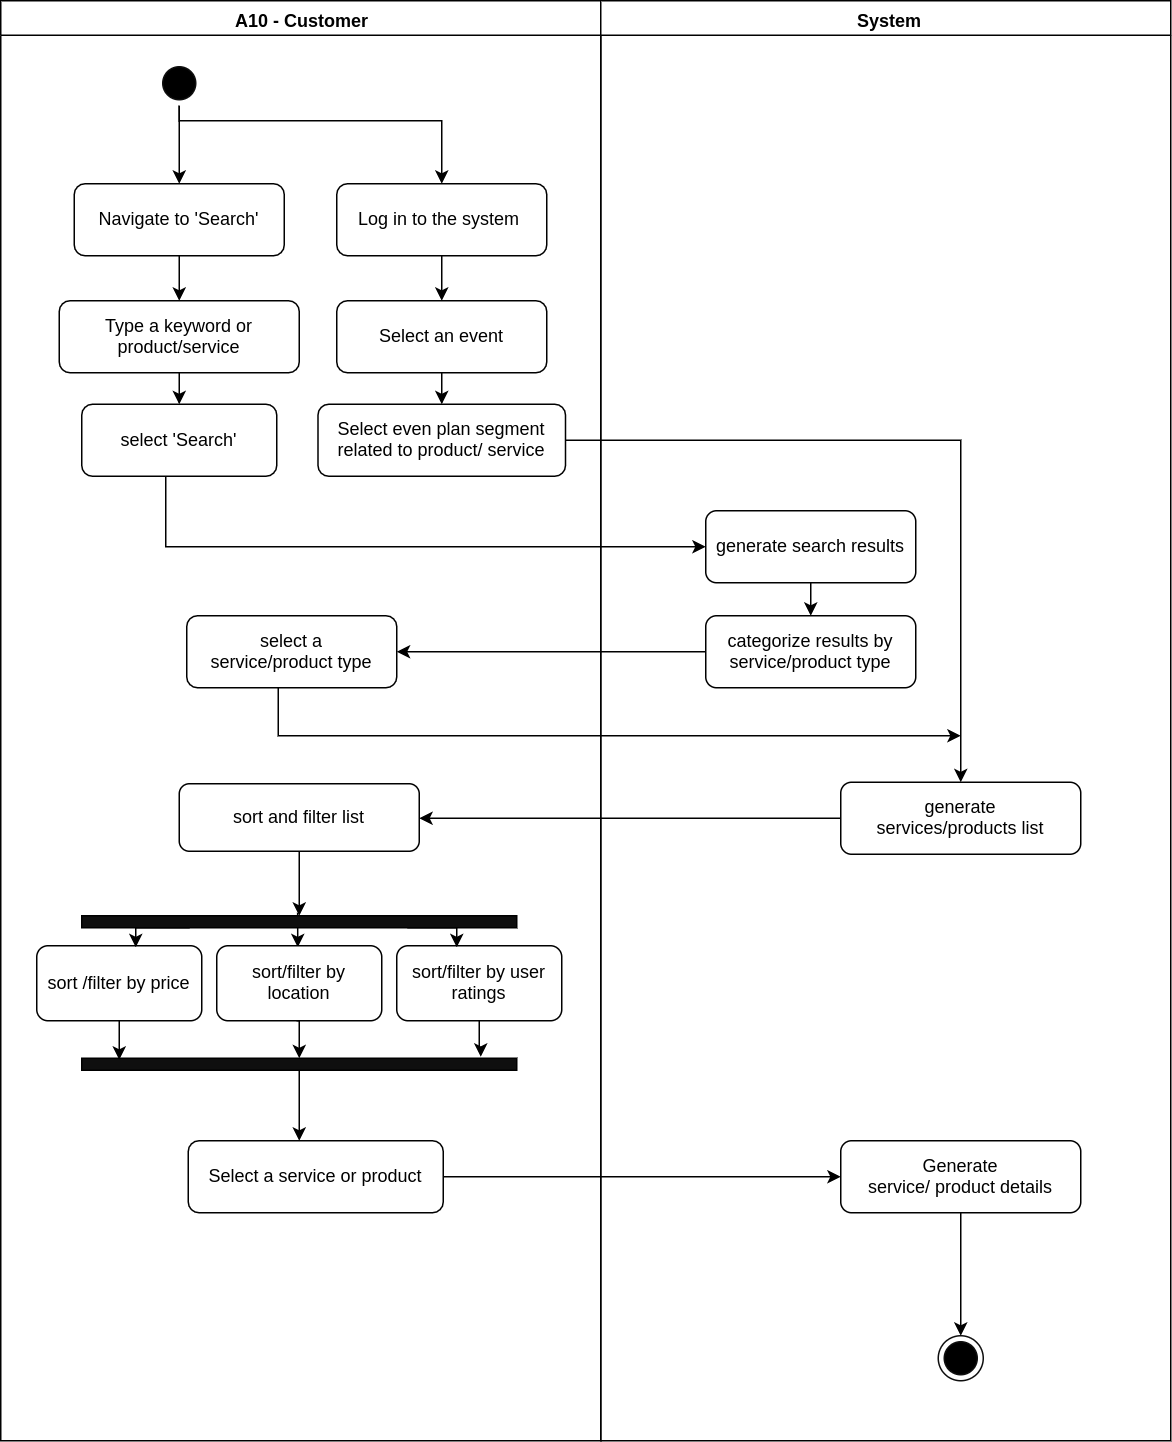 A10 - Customer
System
Navigate to 'Search'
Log in to the system
Type a keyword or
product/service
Select an event
select 'Search'
Select even plan segment
related to product/ service
generate search results
select a
service/product type
categorize results by
service/product type
sort and filter list
generate
services/products list
sort /filter by price
sort/filter by
location
sort/filter by user
ratings
Select a service or product
Generate
service/ product details